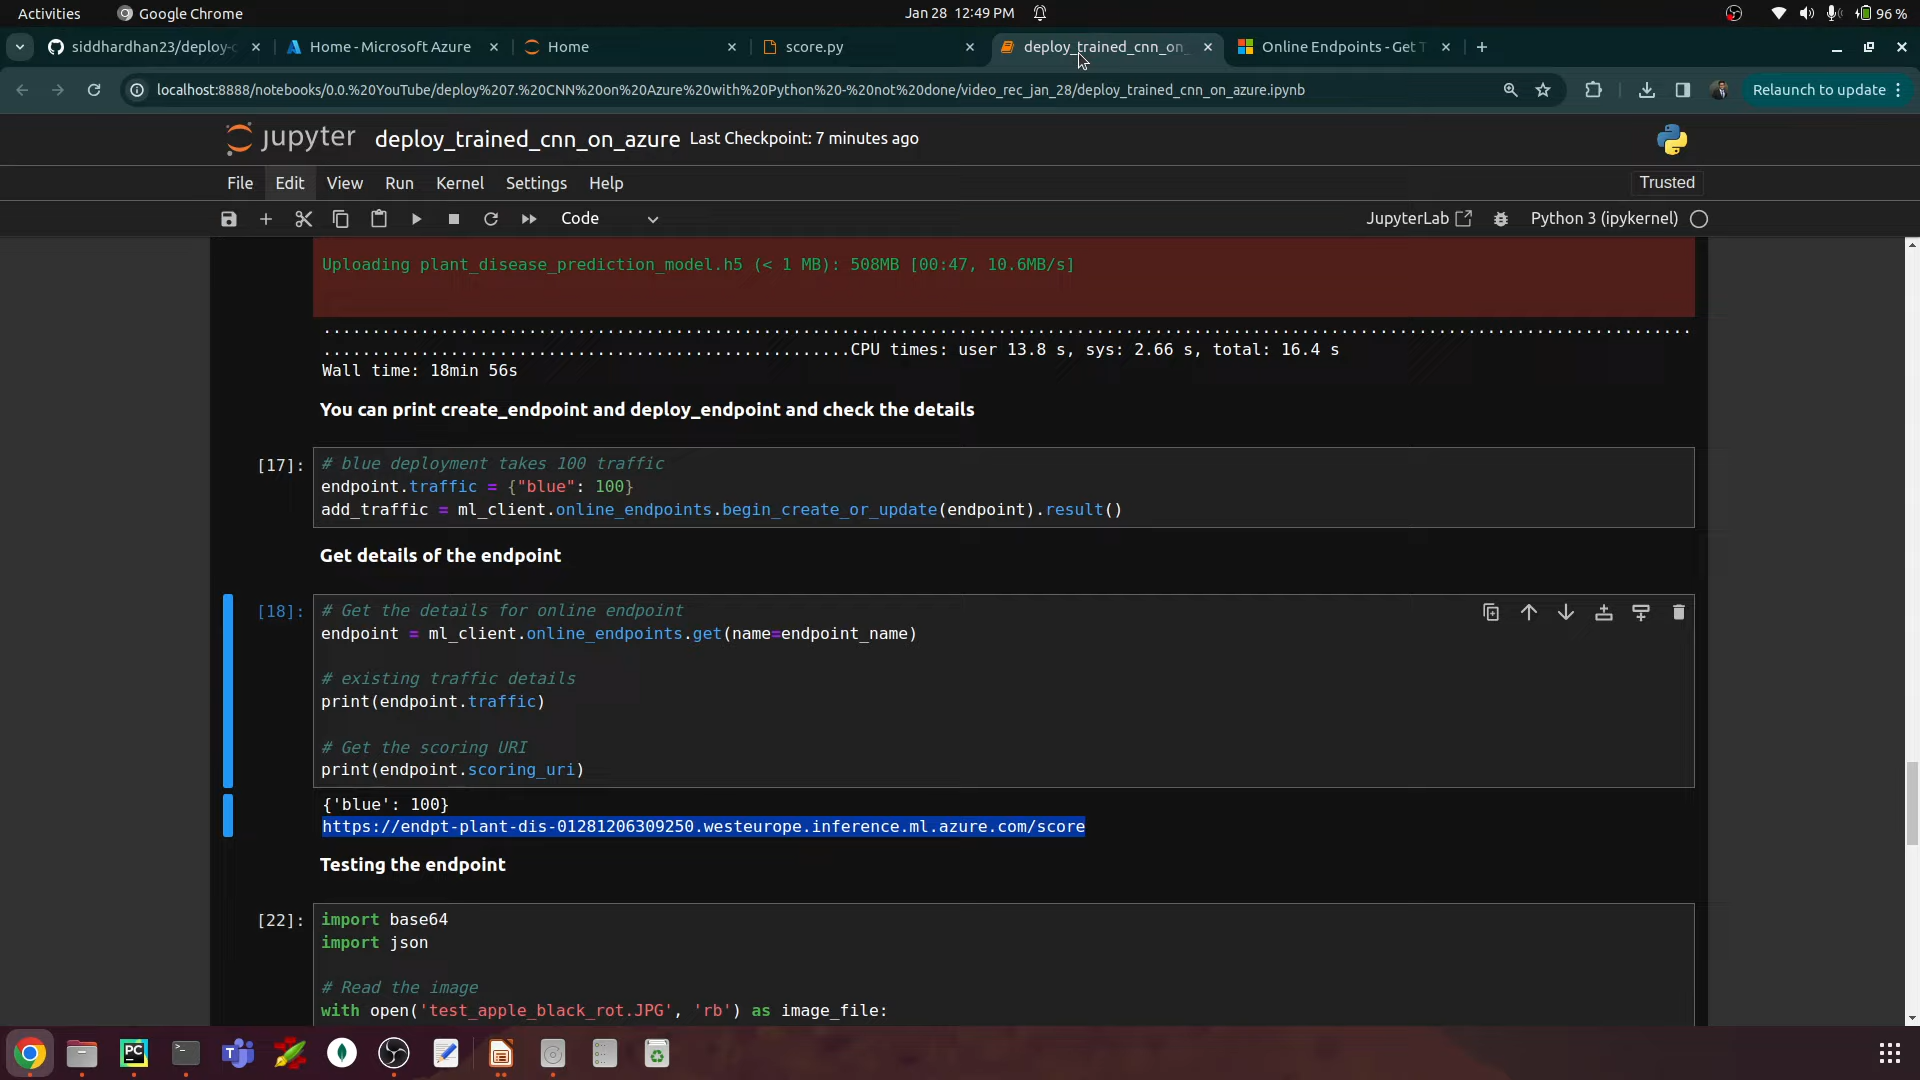 Activities
Google Chrome
Jan 28 12:49 PM
96 %
siddhardhan23/deploy-c
Home - Microsoft Azure
Home
score.py
deploy_trained_cnn_on_
Online Endpoints - Get T
localhost:8888/notebooks/0.0.%20YouTube/deploy%207.%20CNN%20on%20Azure%20with%20Python%20-%20not%20done/video_rec_jan_28/deploy_trained_cnn_on_azure.ipynb
Relaunch to update
jupyter
deploy_trained_cnn_on_azure Last Checkpoint: 7 minutes ago
File Edit View Run Kernel Settings Help
Trusted
Code
JupyterLab
Python 3 (ipykernel)
Uploading plant_disease_prediction_model.h5 (< 1 MB): 508MB [00:47, 10.6MB/s]
............................................................................................................................................
......................................................CPU times: user 13.8 s, sys: 2.66 s, total: 16.4 s
Wall time: 18min 56s
You can print create_endpoint and deploy_endpoint and check the details
[17]:
# blue deployment takes 100 traffic
endpoint.traffic = {"blue": 100}
add_traffic = ml_client.online_endpoints.begin_create_or_update(endpoint).result()
Get details of the endpoint
[18]:
# Get the details for online endpoint
endpoint = ml_client.online_endpoints.get(name=endpoint_name)
# existing traffic details
print(endpoint.traffic)
# Get the scoring URI
print(endpoint.scoring_uri)
{'blue': 100}
https://endpt-plant-dis-01281206309250.westeurope.inference.ml.azure.com/score
Testing the endpoint
[22]:
import base64
import json
# Read the image
with open('test_apple_black_rot.JPG', 'rb') as image_file: